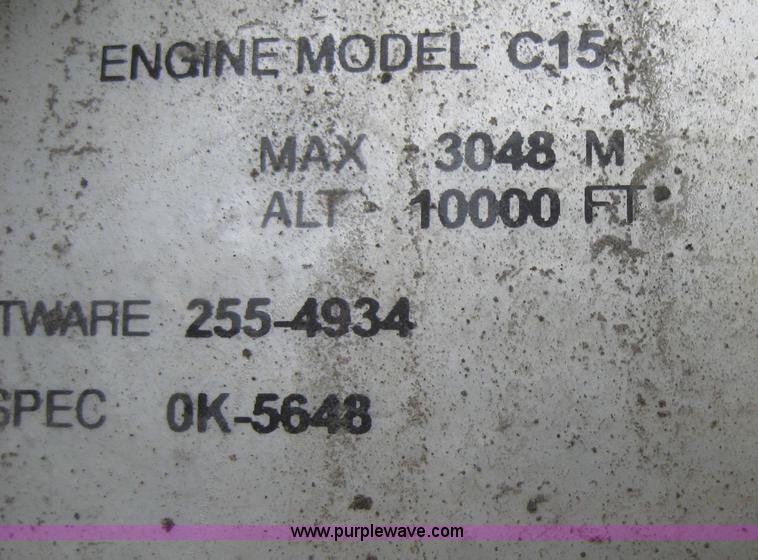 ENGINE MODEL C15
MAX 3048 M
ALT 10000 FT
TWARE 255-4934
SPEC 0K-5648
www.purplewave.com